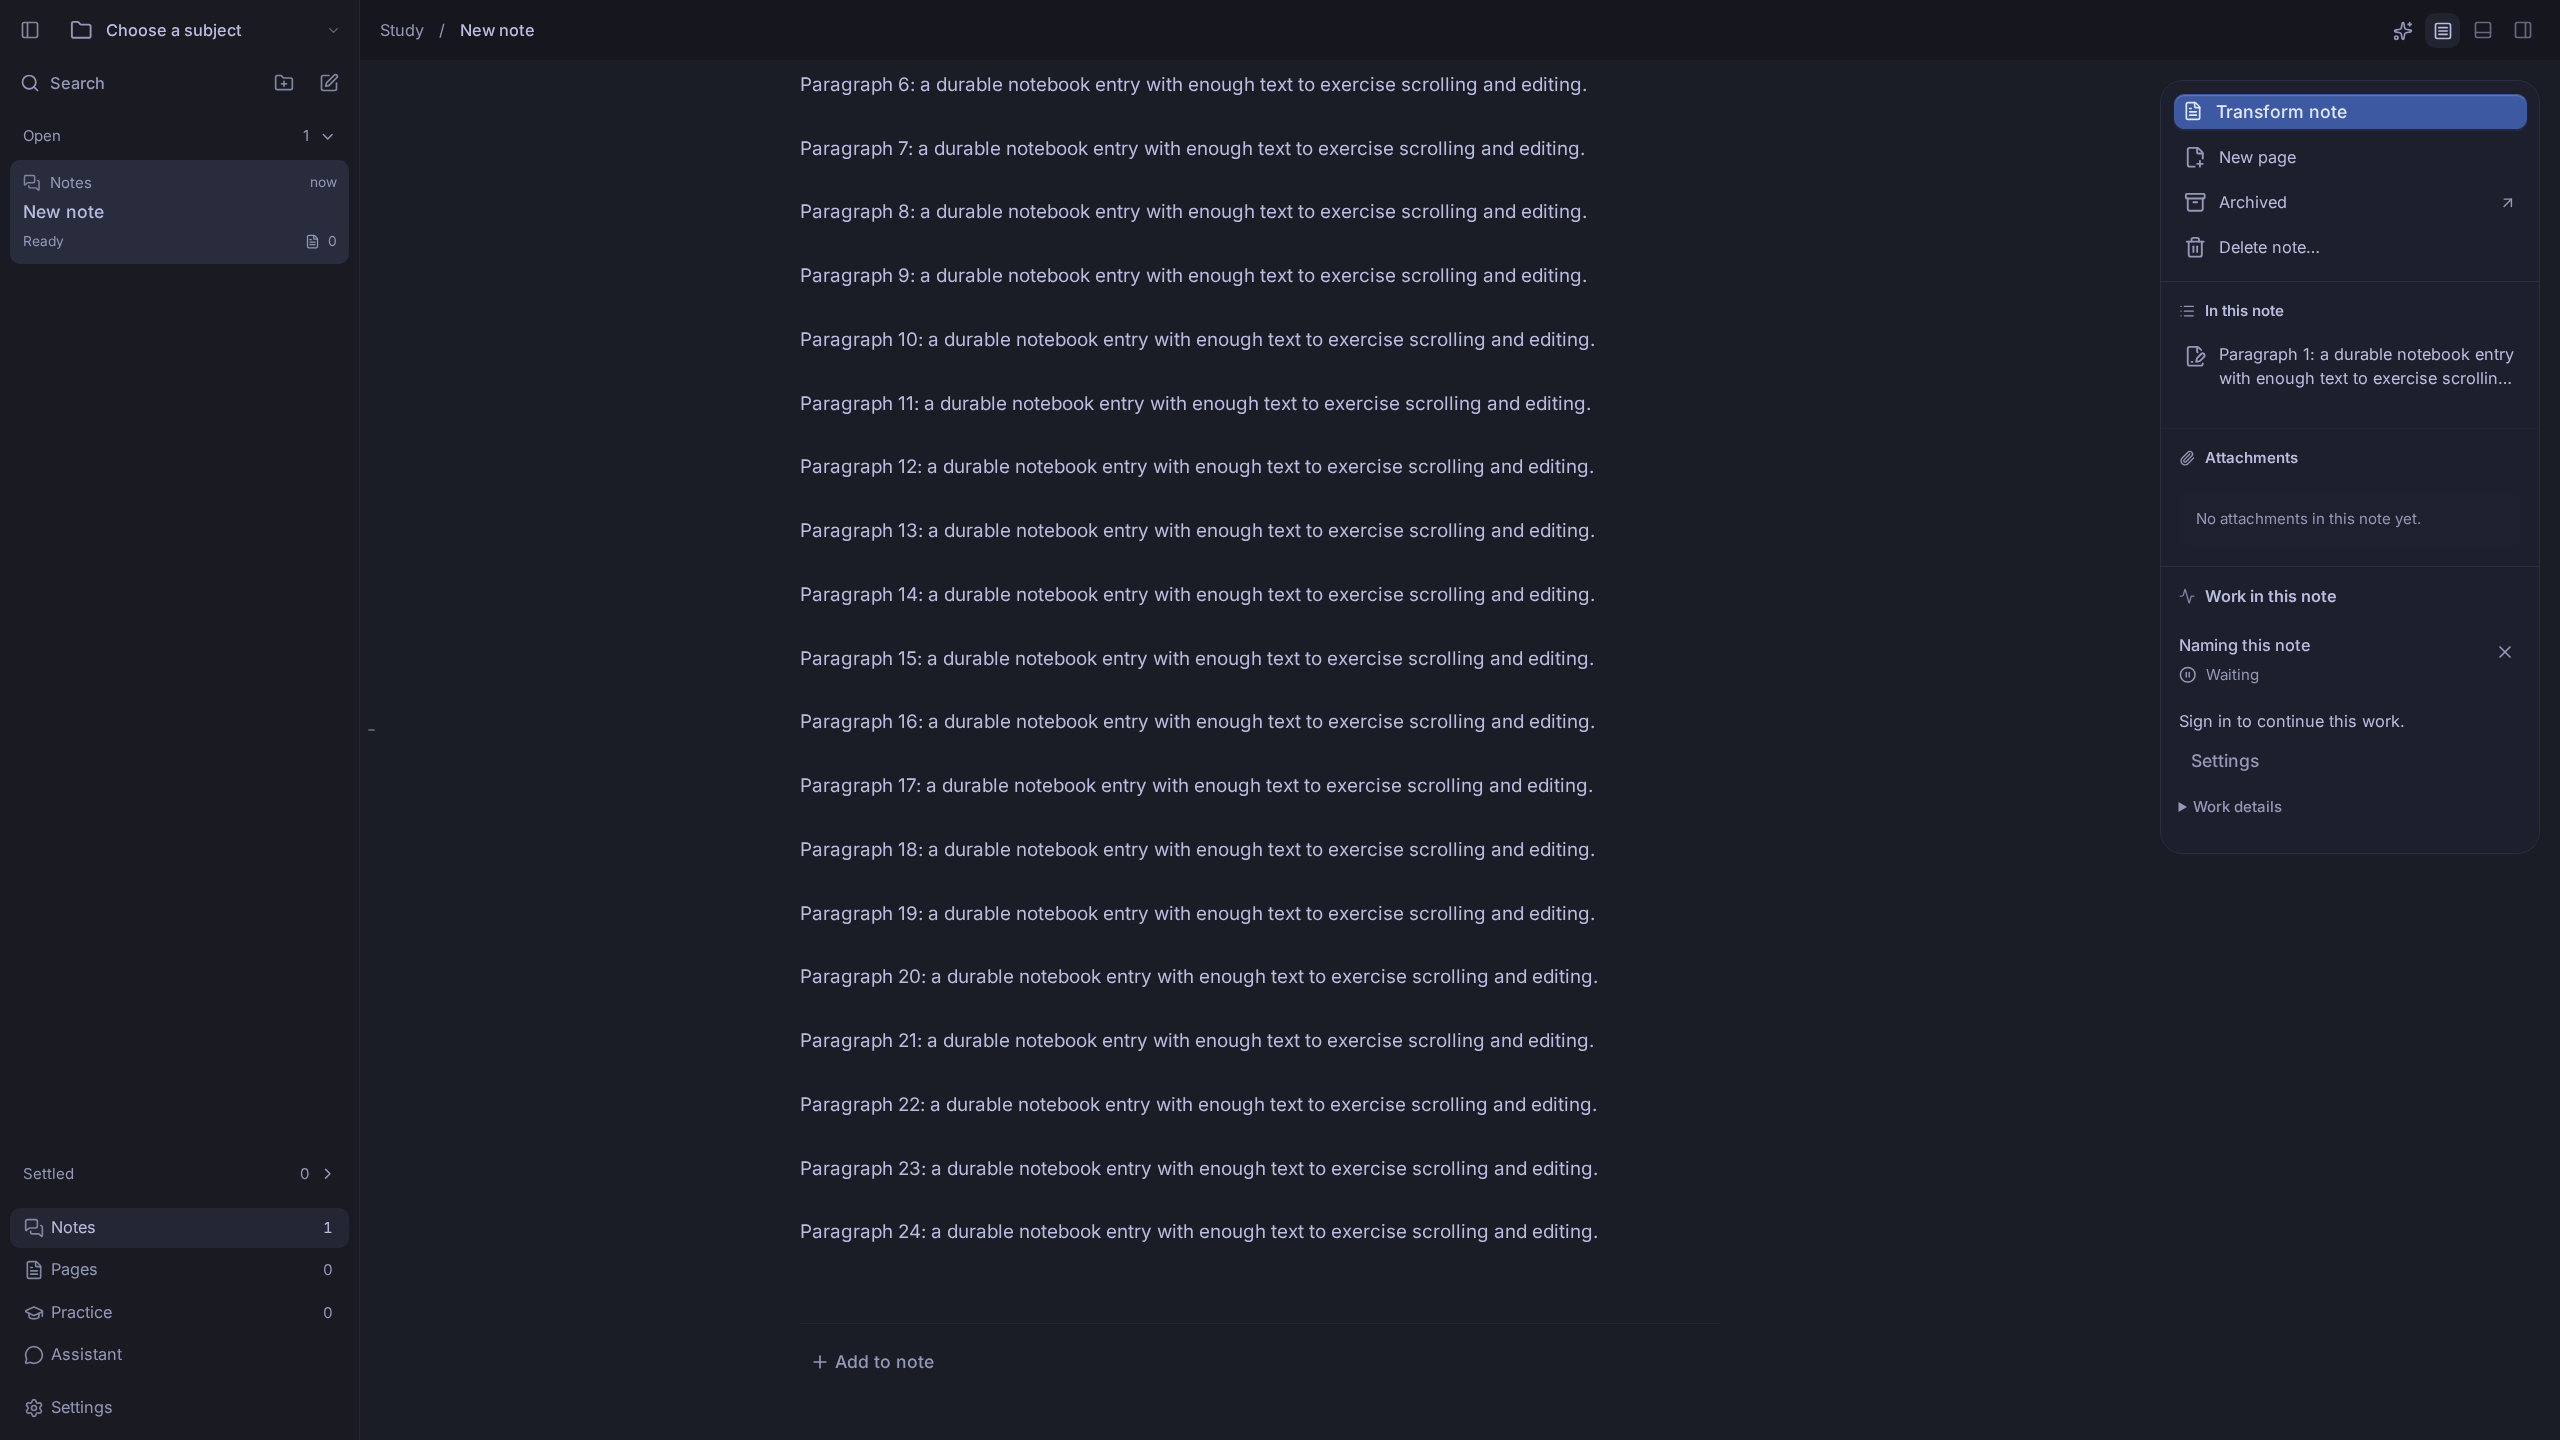 Choose a subject
Search
Open 1
Notes now
New note
Ready 0
Settled 0
Notes 1
Pages 0
Practice 0
Assistant
Settings
Study / New note
Paragraph 6: a durable notebook entry with enough text to exercise scrolling and editing.
Paragraph 7: a durable notebook entry with enough text to exercise scrolling and editing.
Paragraph 8: a durable notebook entry with enough text to exercise scrolling and editing.
Paragraph 9: a durable notebook entry with enough text to exercise scrolling and editing.
Paragraph 10: a durable notebook entry with enough text to exercise scrolling and editing.
Paragraph 11: a durable notebook entry with enough text to exercise scrolling and editing.
Paragraph 12: a durable notebook entry with enough text to exercise scrolling and editing.
Paragraph 13: a durable notebook entry with enough text to exercise scrolling and editing.
Paragraph 14: a durable notebook entry with enough text to exercise scrolling and editing.
Paragraph 15: a durable notebook entry with enough text to exercise scrolling and editing.
Paragraph 16: a durable notebook entry with enough text to exercise scrolling and editing.
Paragraph 17: a durable notebook entry with enough text to exercise scrolling and editing.
Paragraph 18: a durable notebook entry with enough text to exercise scrolling and editing.
Paragraph 19: a durable notebook entry with enough text to exercise scrolling and editing.
Paragraph 20: a durable notebook entry with enough text to exercise scrolling and editing.
Paragraph 21: a durable notebook entry with enough text to exercise scrolling and editing.
Paragraph 22: a durable notebook entry with enough text to exercise scrolling and editing.
Paragraph 23: a durable notebook entry with enough text to exercise scrolling and editing.
Paragraph 24: a durable notebook entry with enough text to exercise scrolling and editing.
Add to note
Transform note
New page
Archived
Delete note...
In this note
Paragraph 1: a durable notebook entry
with enough text to exercise scrollin...
Attachments
No attachments in this note yet.
Work in this note
Naming this note
Waiting
Sign in to continue this work.
Settings
Work details